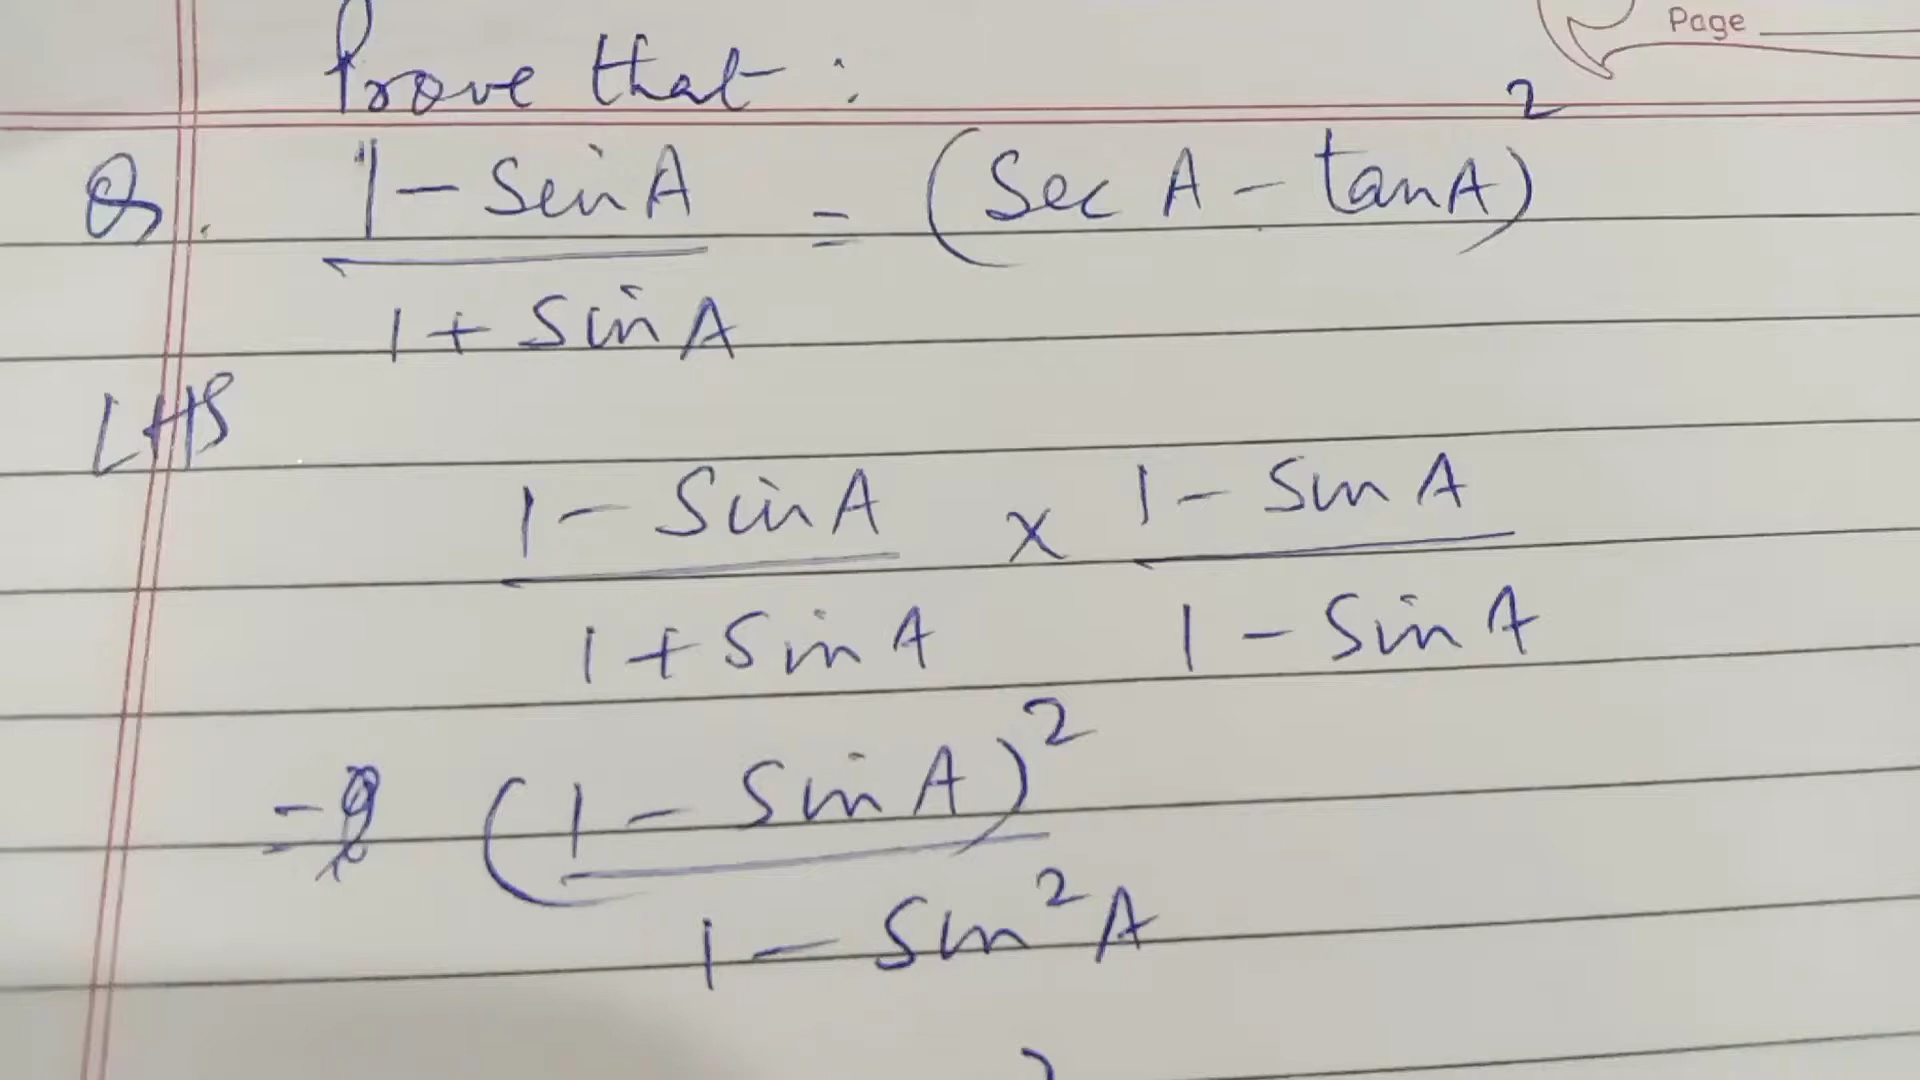 Page
Prove that :
Q. 1 - Sin A / 1 + Sin A = (Sec A - tan A)²
LHS
1 - Sin A / 1 + Sin A × 1 - Sin A / 1 - Sin A
= (1 - Sin A)² / 1 - Sin² A